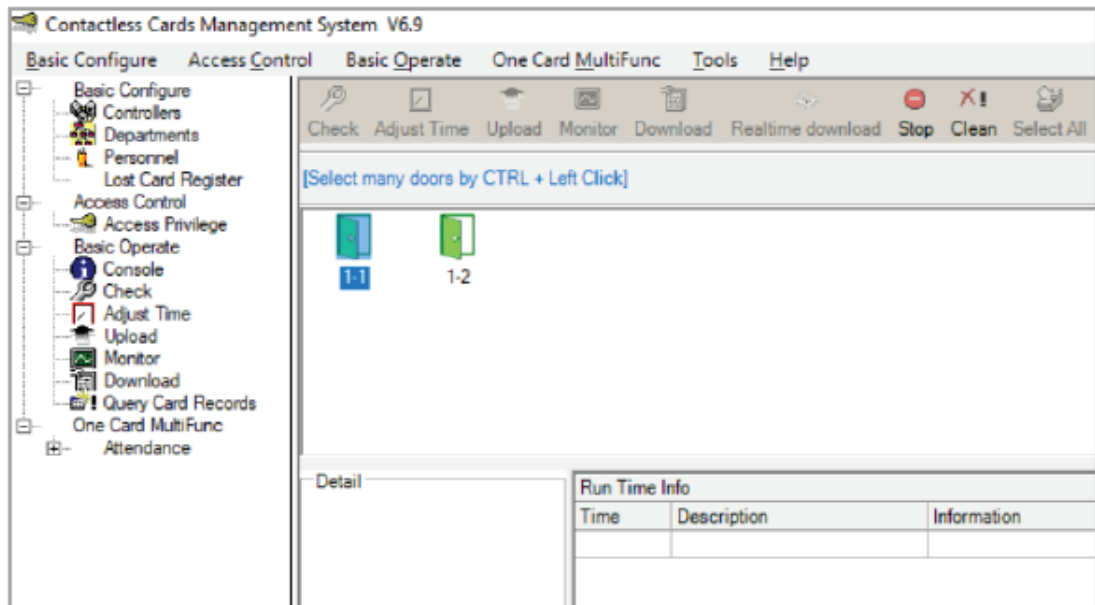 Contactless Cards Management System V6.9
Basic Configure Access Control Basic Operate One Card MultiFunc Tools Help
Basic Configure
Controllers
Departments
Personnel
Lost Card Register
Access Control
Access Privilege
Basic Operate
Console
Check
Adjust Time
Upload
Monitor
Download
Query Card Records
One Card MultiFunc
Attendance
Check Adjust Time Upload Monitor Download Realtime download Stop Clean Select All
[Select many doors by CTRL + Left Click]
1-1 1-2
Detail
Run Time Info
Time Description Information